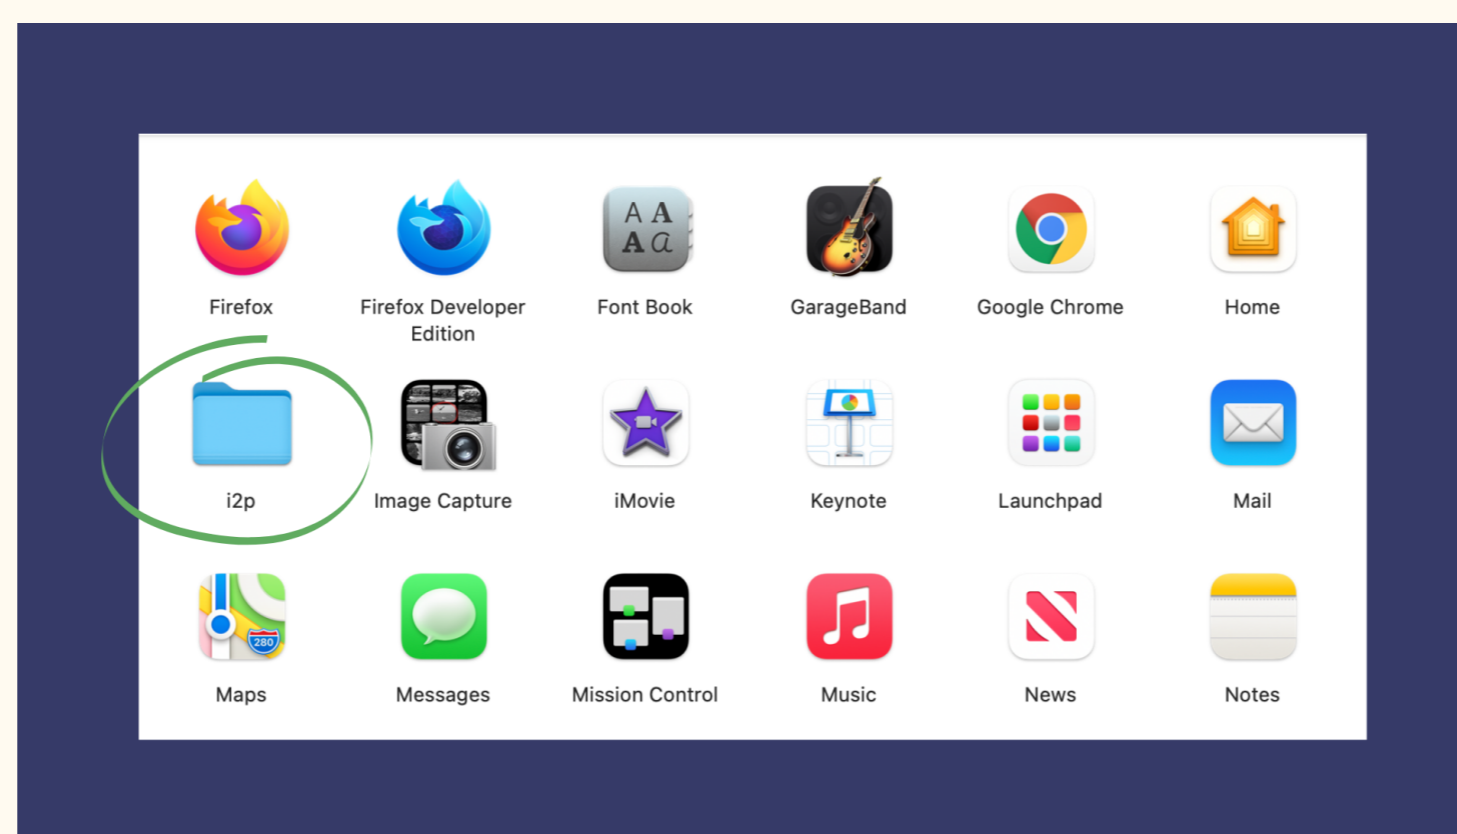 A A
A a
Firefox
Firefox Developer
Edition
Font Book
GarageBand
Google Chrome
Home
i2p
Image Capture
iMovie
Keynote
Launchpad
Mail
280
Maps
Messages
Mission Control
Music
News
Notes